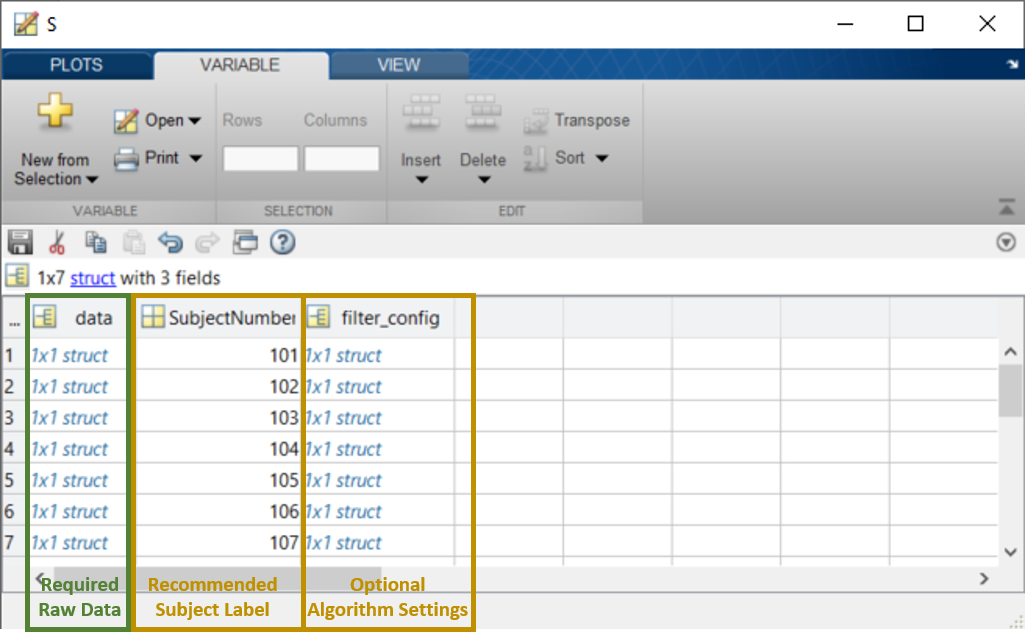 S
PLOTS VARIABLE VIEW
New from
Selection
Open
Print
Rows Columns
Insert Delete
Transpose
Sort
VARIABLE SELECTION EDIT
1x7 struct with 3 fields
... data SubjectNumber filter_config
1 1x1 struct 101 1x1 struct
2 1x1 struct 102 1x1 struct
3 1x1 struct 103 1x1 struct
4 1x1 struct 104 1x1 struct
5 1x1 struct 105 1x1 struct
6 1x1 struct 106 1x1 struct
7 1x1 struct 107 1x1 struct
Required
Raw Data
Recommended
Subject Label
Optional
Algorithm Settings